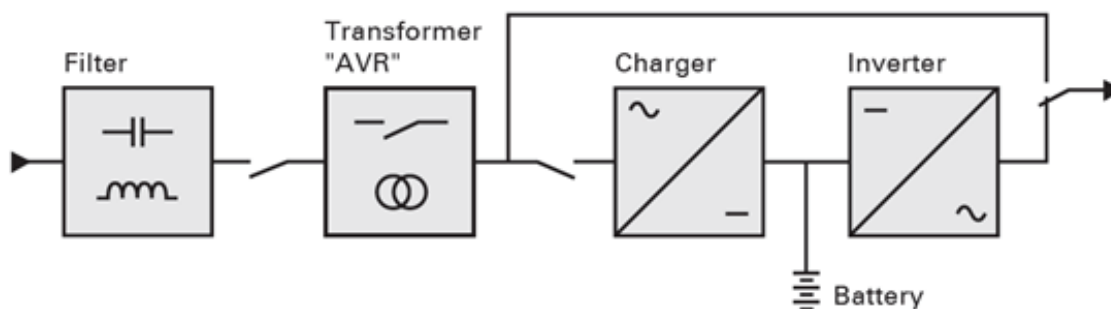 Filter
Transformer
"AVR"
Charger
Inverter
Battery